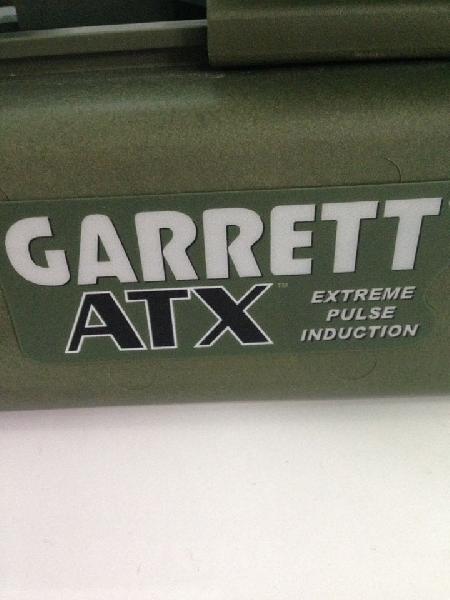 GARRETT
ATX™
EXTREME
PULSE
INDUCTION